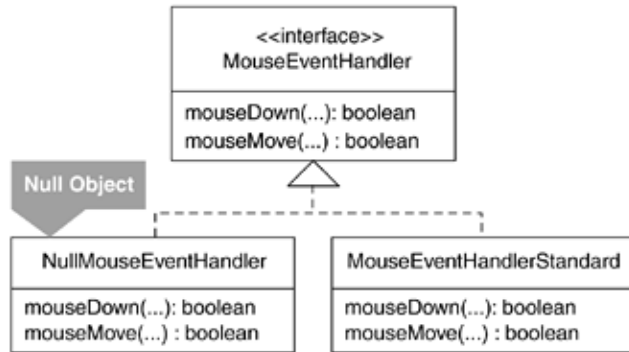 <<interface>>
MouseEventHandler
mouseDown(...): boolean
mouseMove(...) : boolean
Null Object
NullMouseEventHandler
mouseDown(...): boolean
mouseMove(...) : boolean
MouseEventHandlerStandard
mouseDown(...): boolean
mouseMove(...) : boolean